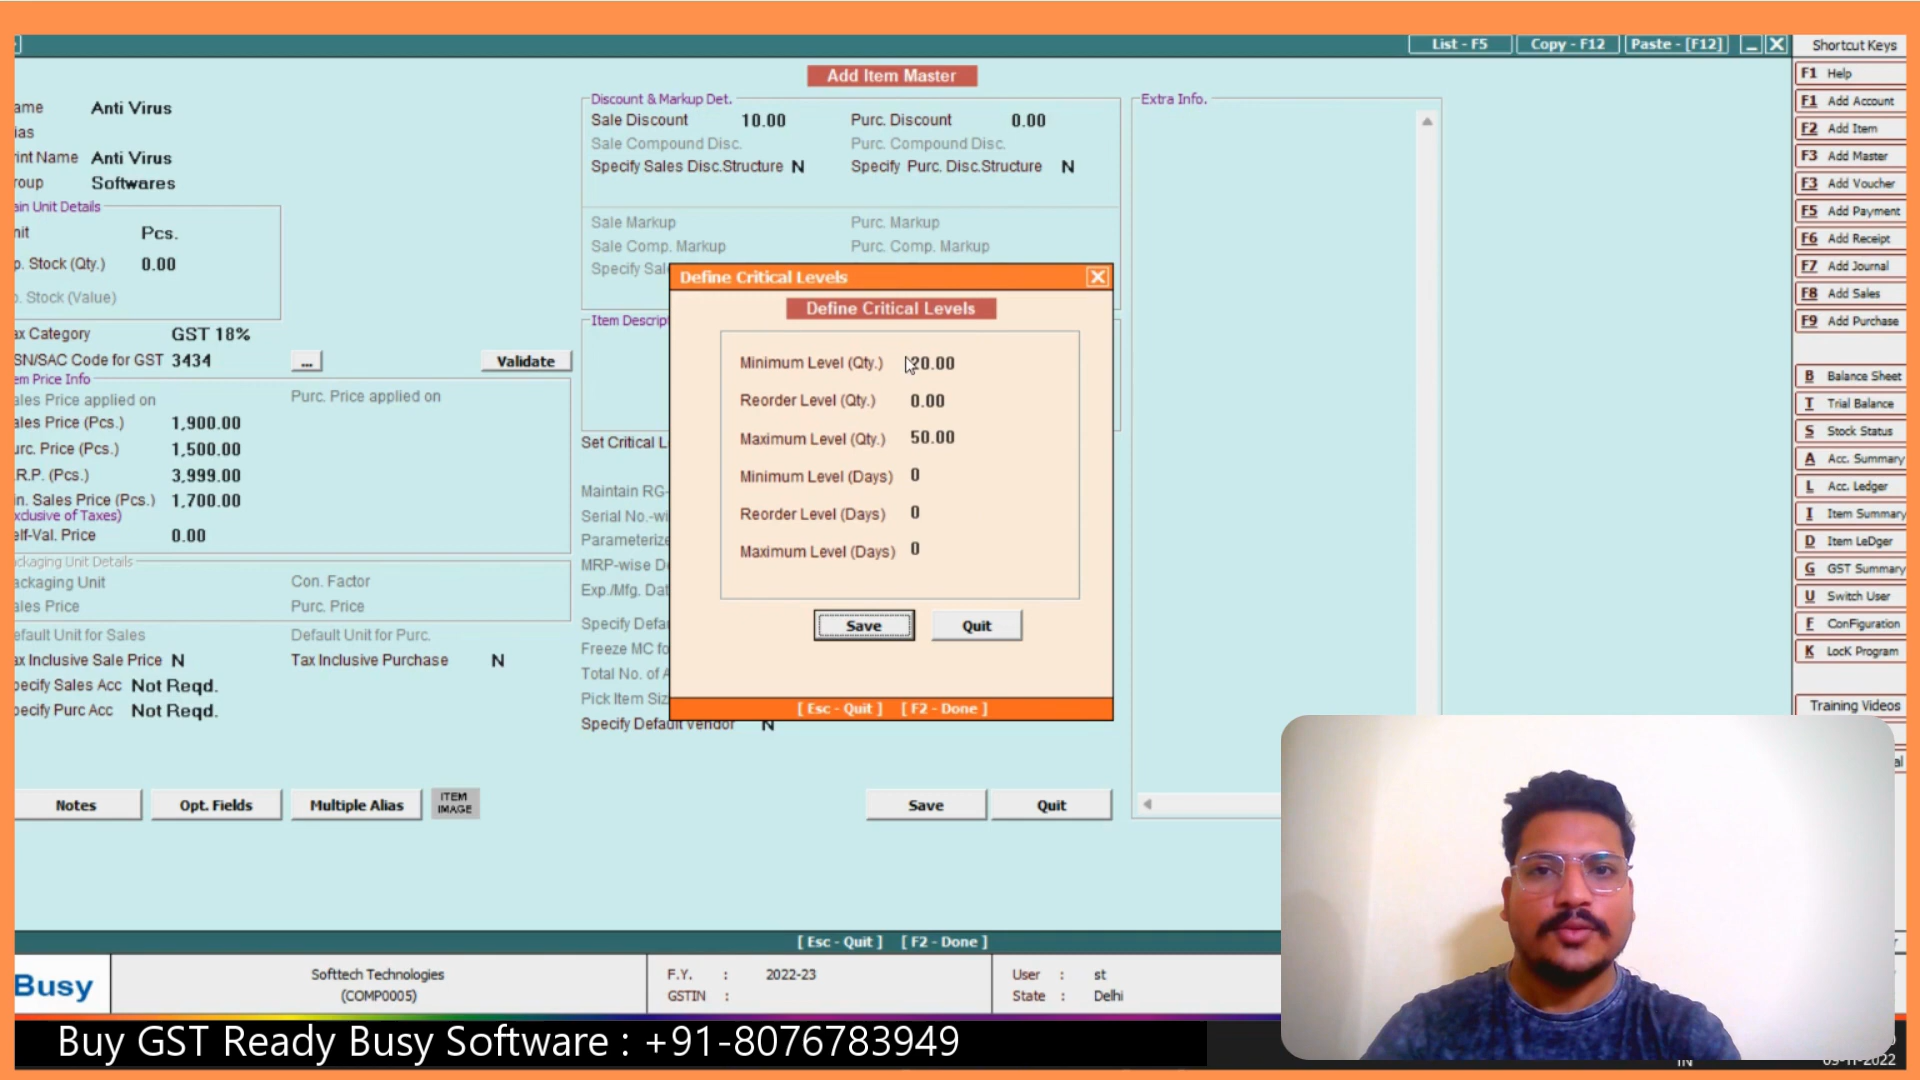 List - F5 Copy - F12 Paste - [F12]
Shortcut Keys
Add Item Master
ame Anti Virus
ias
rint Name Anti Virus
roup Softwares
ain Unit Details
nit Pcs.
p. Stock (Qty.) 0.00
o. Stock (Value)
ax Category GST 18%
SN/SAC Code for GST 3434 ... Validate
em Price Info
ales Price applied on Purc. Price applied on
ales Price (Pcs.) 1,900.00
urc. Price (Pcs.) 1,500.00
.R.P. (Pcs.) 3,999.00
in. Sales Price (Pcs.) 1,700.00
xclusive of Taxes)
elf-Val. Price 0.00
ackaging Unit Details
ackaging Unit Con. Factor
ales Price Purc. Price
efault Unit for Sales Default Unit for Purc.
ax Inclusive Sale Price N Tax Inclusive Purchase N
pecify Sales Acc Not Reqd.
pecify Purc Acc Not Reqd.
Notes Opt. Fields Multiple Alias ITEM IMAGE
Discount & Markup Det.
Sale Discount 10.00 Purc. Discount 0.00
Sale Compound Disc. Purc. Compound Disc.
Specify Sales Disc.Structure N Specify Purc. Disc.Structure N
Sale Markup Purc. Markup
Sale Comp. Markup Purc. Comp. Markup
Specify Sal
Item Descrip
Set Critical L
Maintain RG-
Serial No.-wi
Parameterize
MRP-wise De
Exp./Mfg. Dat
Specify Defa
Freeze MC fo
Total No. of A
Pick Item Siz
Specify Default Vendor N
Save Quit
Define Critical Levels
Define Critical Levels
Minimum Level (Qty.) 20.00
Reorder Level (Qty.) 0.00
Maximum Level (Qty.) 50.00
Minimum Level (Days) 0
Reorder Level (Days) 0
Maximum Level (Days) 0
Save Quit
[ Esc - Quit ] [ F2 - Done ]
Extra Info.
F1 Help
F1 Add Account
F2 Add Item
F3 Add Master
F3 Add Voucher
F5 Add Payment
F6 Add Receipt
F7 Add Journal
F8 Add Sales
F9 Add Purchase
B Balance Sheet
T Trial Balance
S Stock Status
A Acc. Summary
L Acc. Ledger
I Item Summary
D Item LeDger
G GST Summary
U Switch User
F ConFiguration
K LocK Program
Training Videos
al
[ Esc - Quit ] [ F2 - Done ]
Busy
Softtech Technologies
(COMP0005)
F.Y. : 2022-23
GSTIN :
User : st
State : Delhi
Buy GST Ready Busy Software : +91-8076783949